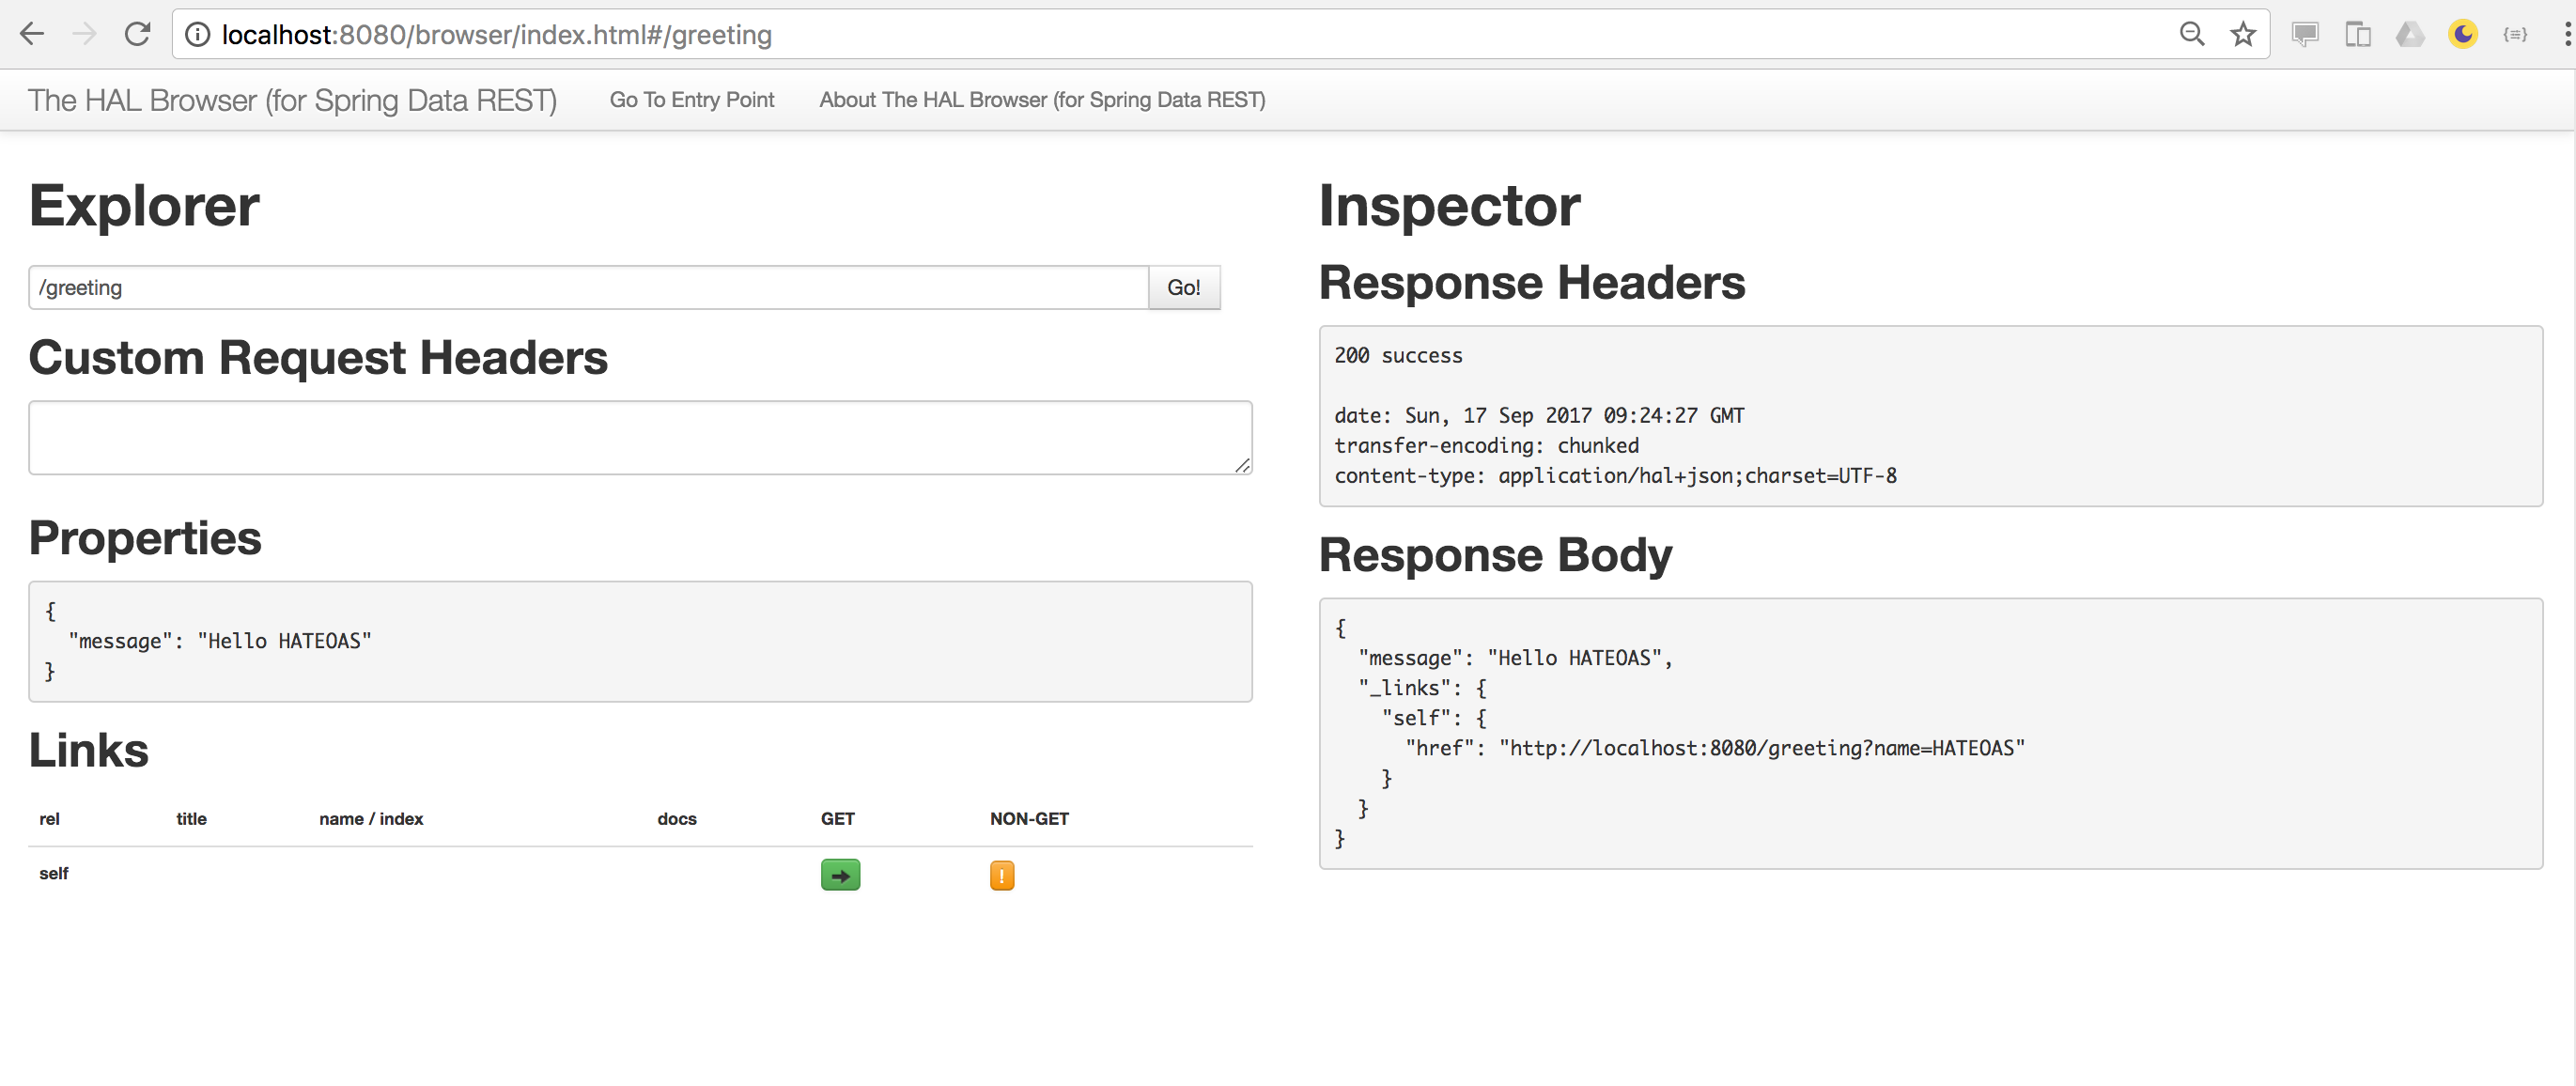 localhost:8080/browser/index.html#/greeting
The HAL Browser (for Spring Data REST) Go To Entry Point About The HAL Browser (for Spring Data REST)
Explorer
/greeting Go!
Custom Request Headers
Properties
{
  "message": "Hello HATEOAS"
}
Links
rel title name / index docs GET NON-GET
self !
Inspector
Response Headers
200 success
date: Sun, 17 Sep 2017 09:24:27 GMT
transfer-encoding: chunked
content-type: application/hal+json;charset=UTF-8
Response Body
{
  "message": "Hello HATEOAS",
  "_links": {
    "self": {
      "href": "http://localhost:8080/greeting?name=HATEOAS"
    }
  }
}